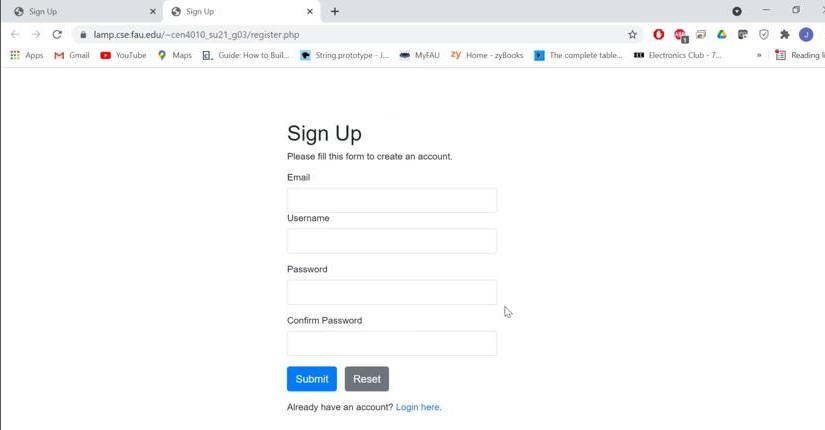 Sign Up
Sign Up
lamp.cse.fau.edu/~cen4010_su21_g03/register.php
Apps Gmail YouTube Maps Guide: How to Buil... String.prototype - J... MyFAU zy Home - zyBooks The complete table... Electronics Club - 7... » Reading li
Sign Up
Please fill this form to create an account.
Email
Username
Password
Confirm Password
Submit Reset
Already have an account? Login here.